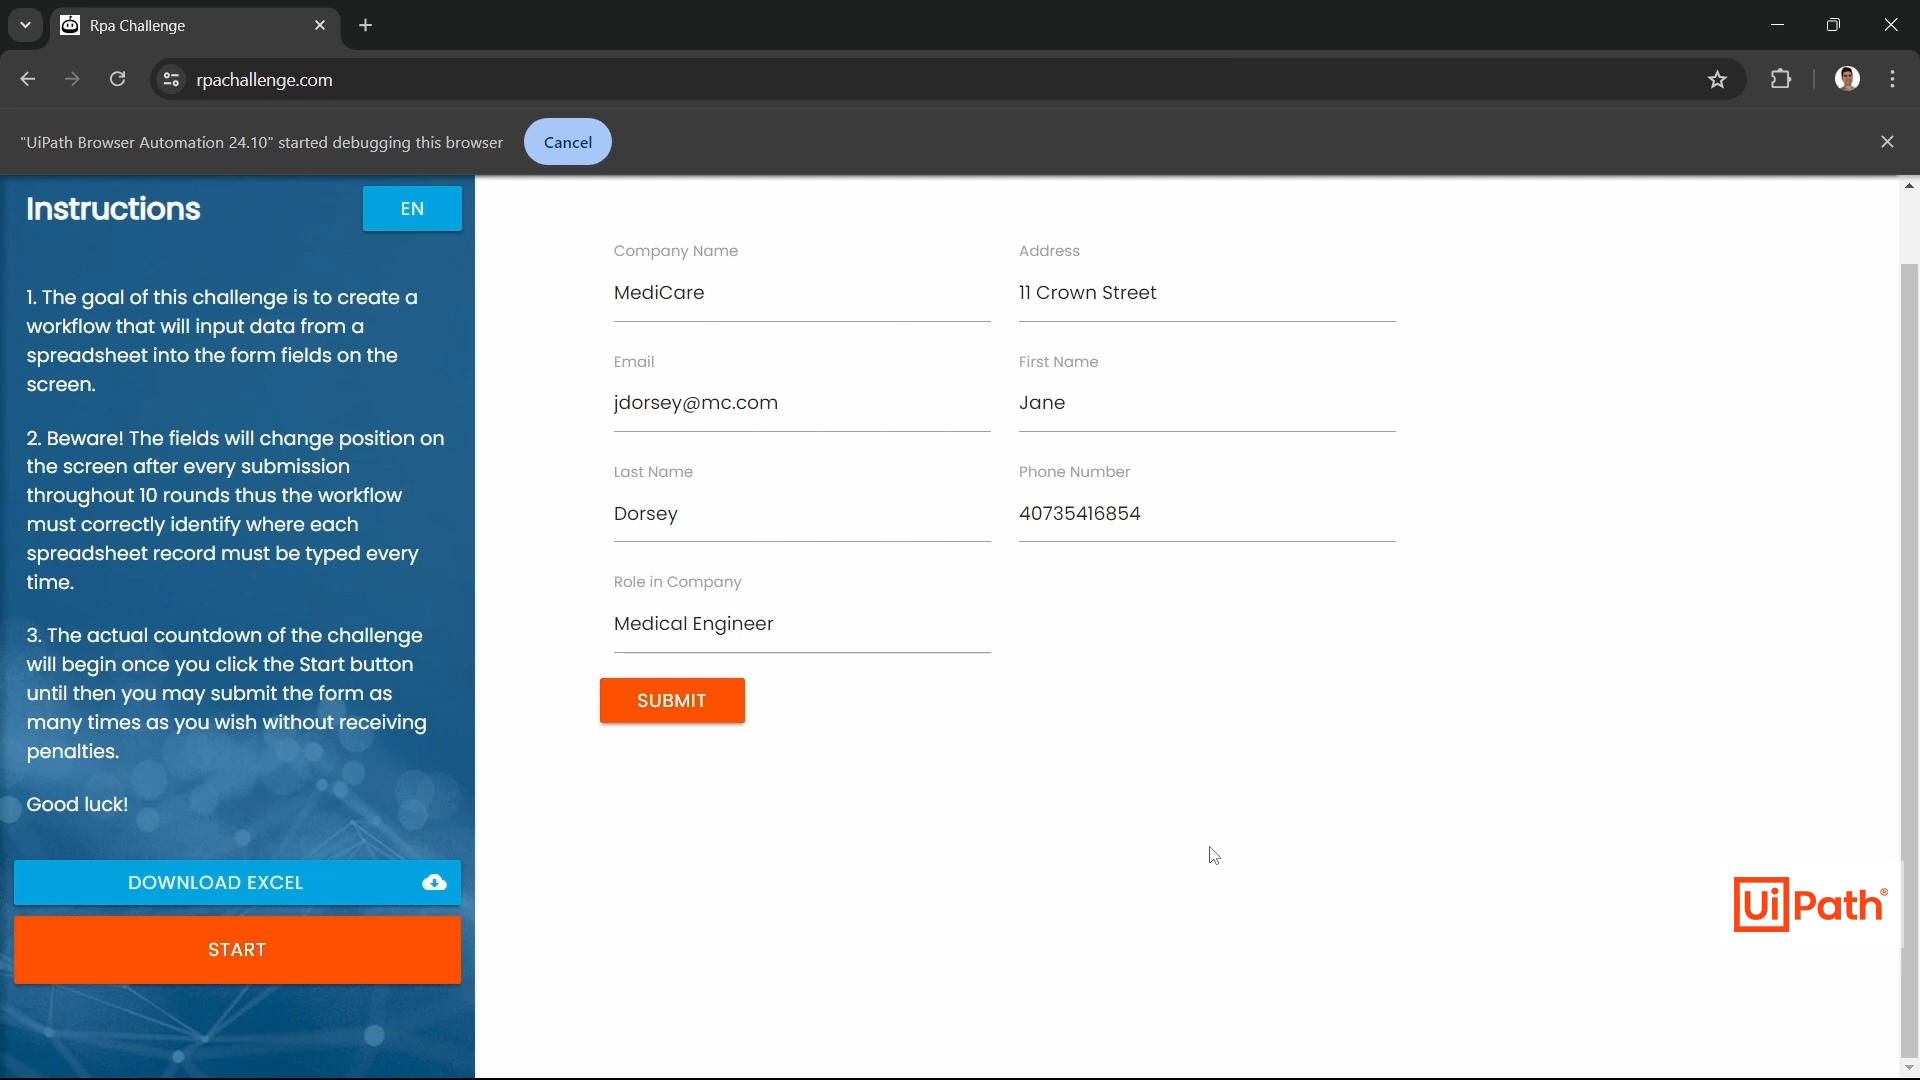 Rpa Challenge
rpachallenge.com
"UiPath Browser Automation 24.10" started debugging this browser
Cancel
Instructions
EN
1. The goal of this challenge is to create a
workflow that will input data from a
spreadsheet into the form fields on the
screen.
2. Beware! The fields will change position on
the screen after every submission
throughout 10 rounds thus the workflow
must correctly identify where each
spreadsheet record must be typed every
time.
3. The actual countdown of the challenge
will begin once you click the Start button
until then you may submit the form as
many times as you wish without receiving
penalties.
Good luck!
DOWNLOAD EXCEL
START
Company Name
MediCare
Address
11 Crown Street
Email
jdorsey@mc.com
First Name
Jane
Last Name
Dorsey
Phone Number
40735416854
Role in Company
Medical Engineer
SUBMIT
UiPath®